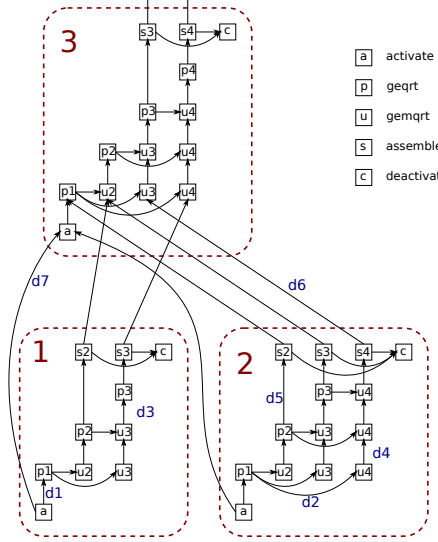 3
s3 s4 c
p4
p3 u4
p2 u3 u4
p1 u2 u3 u4
a
a activate
p geqrt
u gemqrt
s assemble
c deactivat
d7
d6
1
s2 s3 c
p3
d3
p2 u3
p1 u2 u3
d1
a
2
s2 s3 s4 c
d5
p3 u4
p2 u3 u4
d4
p1 u2 u3 u4
d2
a